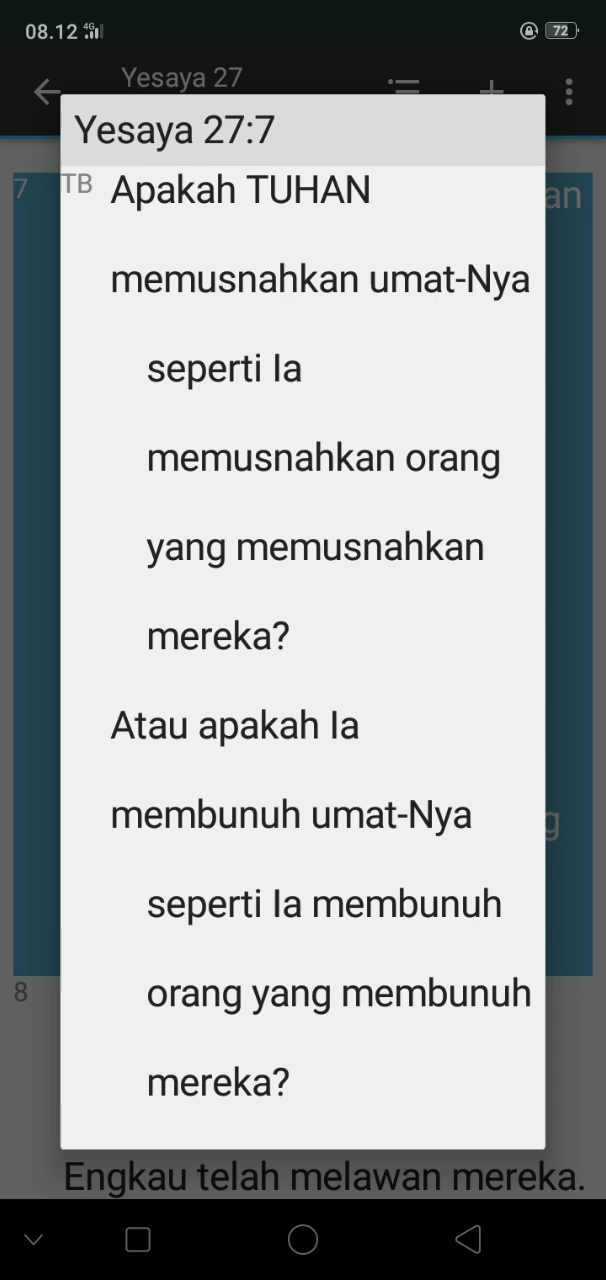 08.12 4G 72
Yesaya 27
Yesaya 27:7
7 TB Apakah TUHAN an
memusnahkan umat-Nya
seperti Ia
memusnahkan orang
yang memusnahkan
mereka?
Atau apakah Ia
membunuh umat-Nya g
seperti Ia membunuh
orang yang membunuh
8
mereka?
Engkau telah melawan mereka.